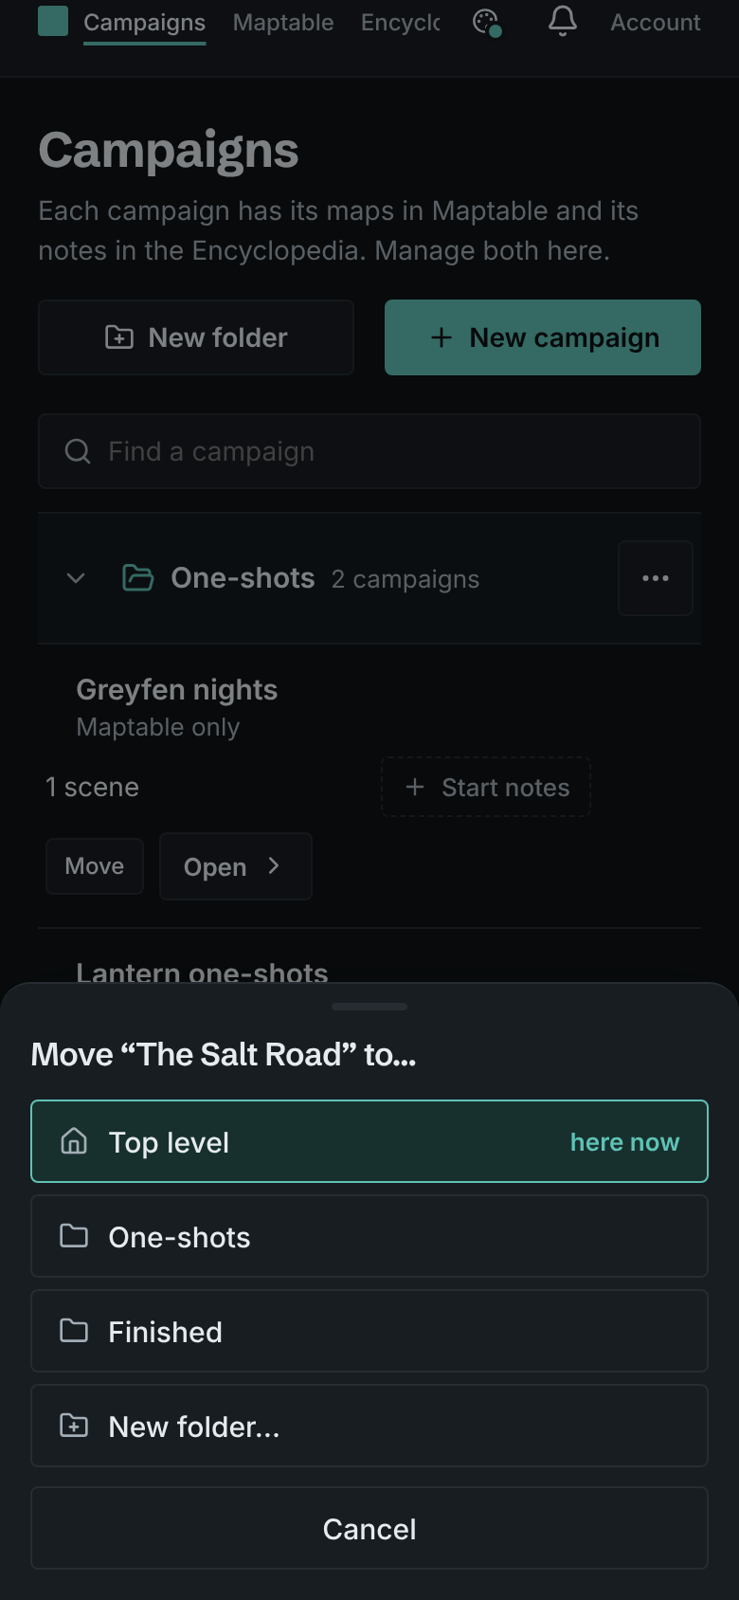 Campaigns Maptable Encyclo Account
Campaigns
Each campaign has its maps in Maptable and its
notes in the Encyclopedia. Manage both here.
New folder
+ New campaign
Find a campaign
One-shots 2 campaigns
Greyfen nights
Maptable only
1 scene
+ Start notes
Move
Open
Lantern one-shots
Move “The Salt Road” to...
Top level here now
One-shots
Finished
New folder...
Cancel